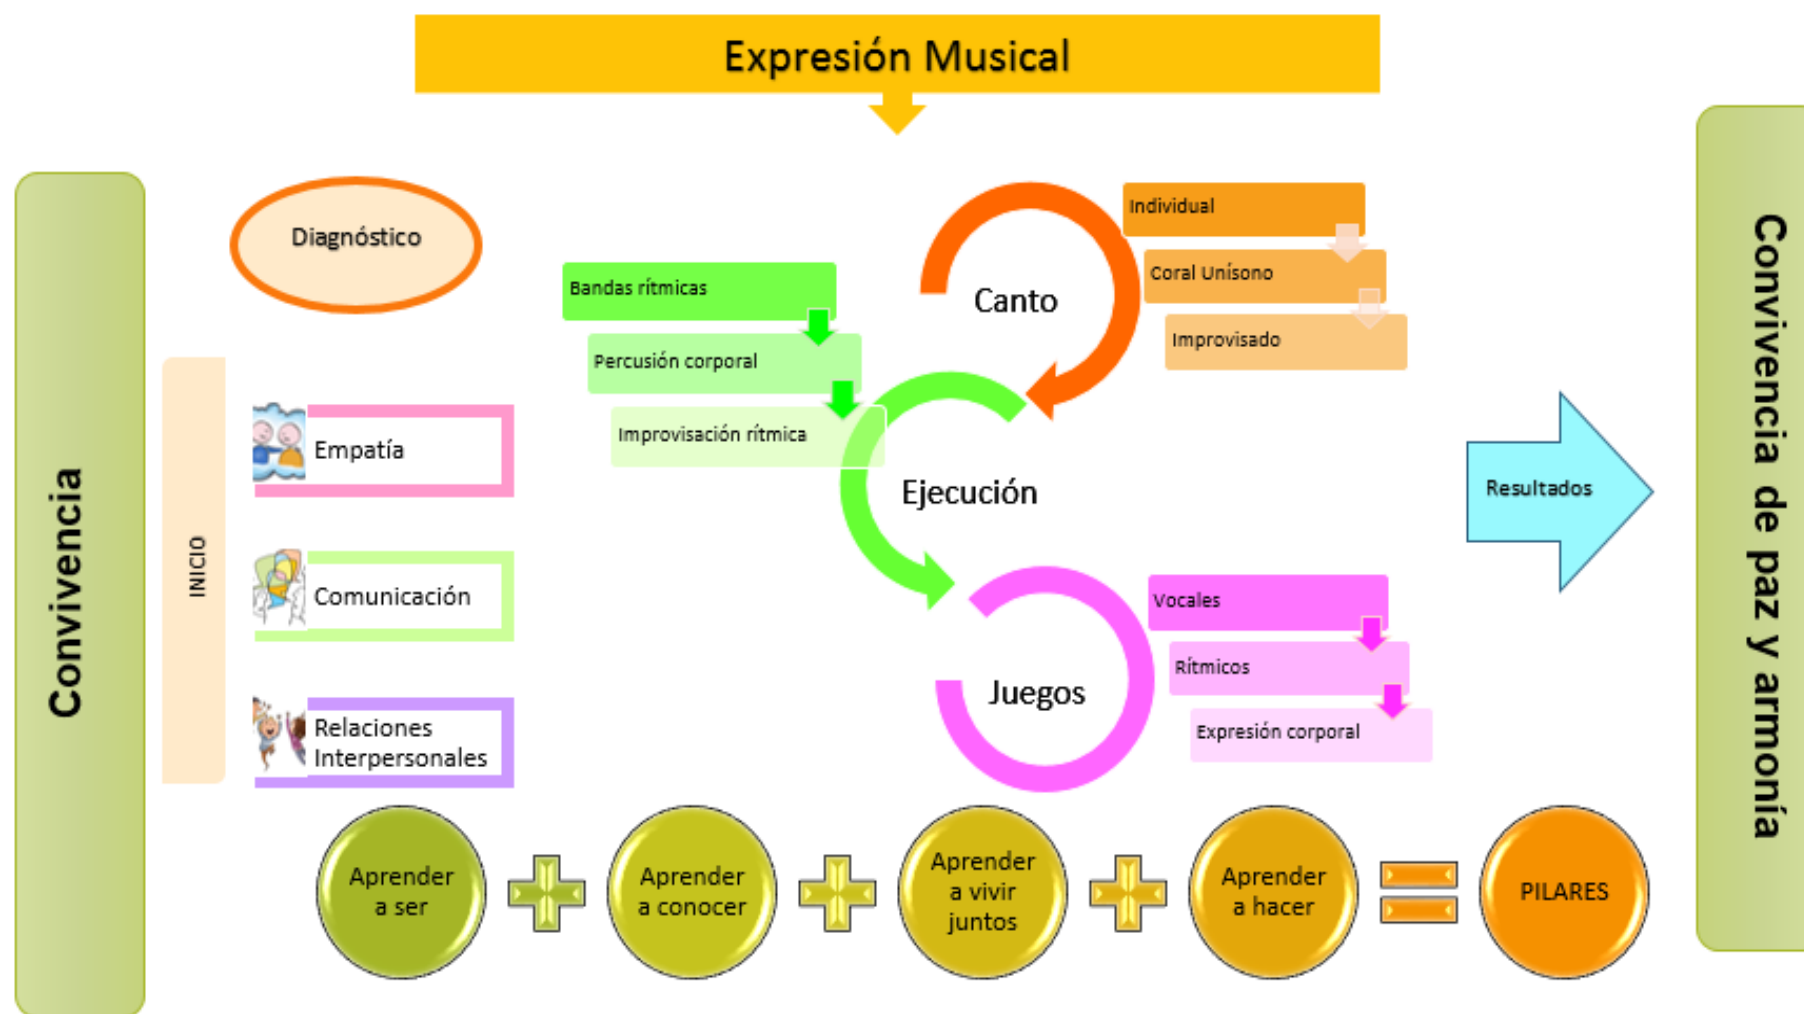 Expresión Musical
Convivencia
Diagnóstico
INICIO
Empatía
Comunicación
Relaciones
Interpersonales
Bandas rítmicas
Percusión corporal
Improvisación rítmica
Canto
Individual
Coral Unísono
Improvisado
Ejecución
Juegos
Vocales
Rítmicos
Expresión corporal
Resultados
Convivencia de paz y armonía
Aprender
a ser
Aprender
a conocer
Aprender
a vivir
juntos
Aprender
a hacer
PILARES